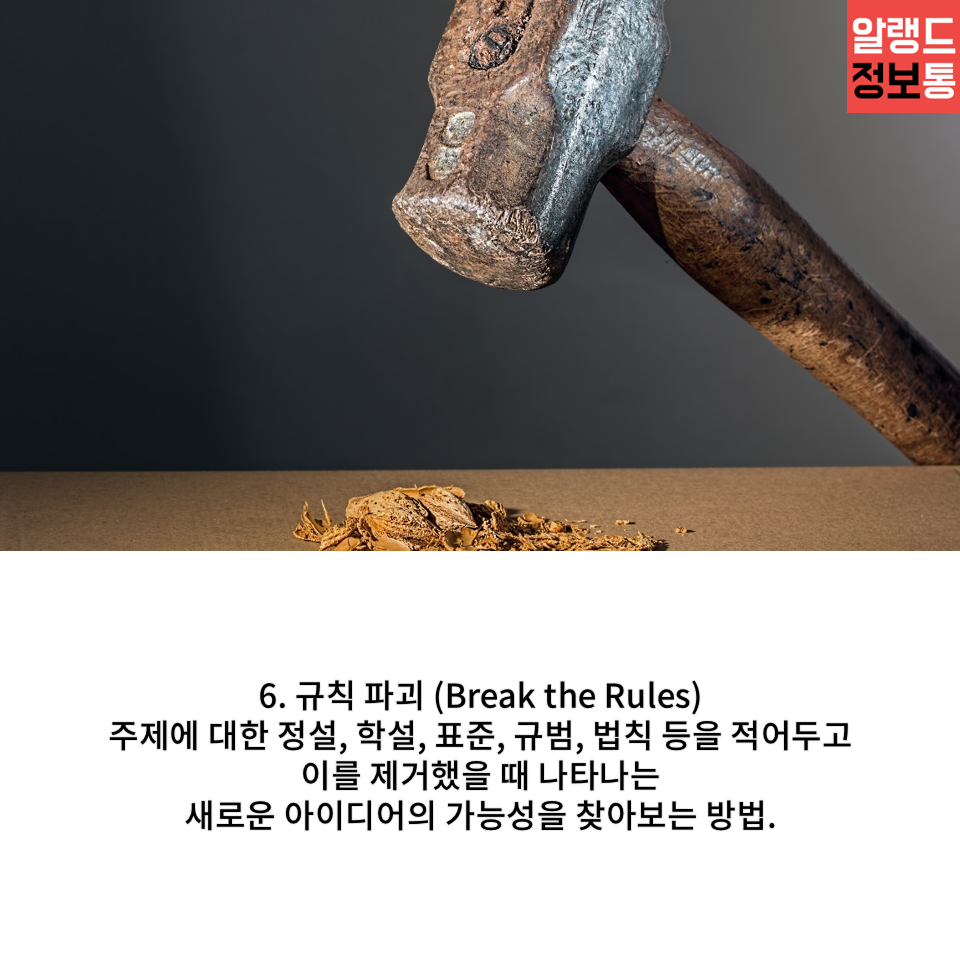 알랭드
정보통
6. 규칙 파괴 (Break the Rules)
주제에 대한 정설, 학설, 표준, 규범, 법칙 등을 적어두고
이를 제거했을 때 나타나는
새로운 아이디어의 가능성을 찾아보는 방법.